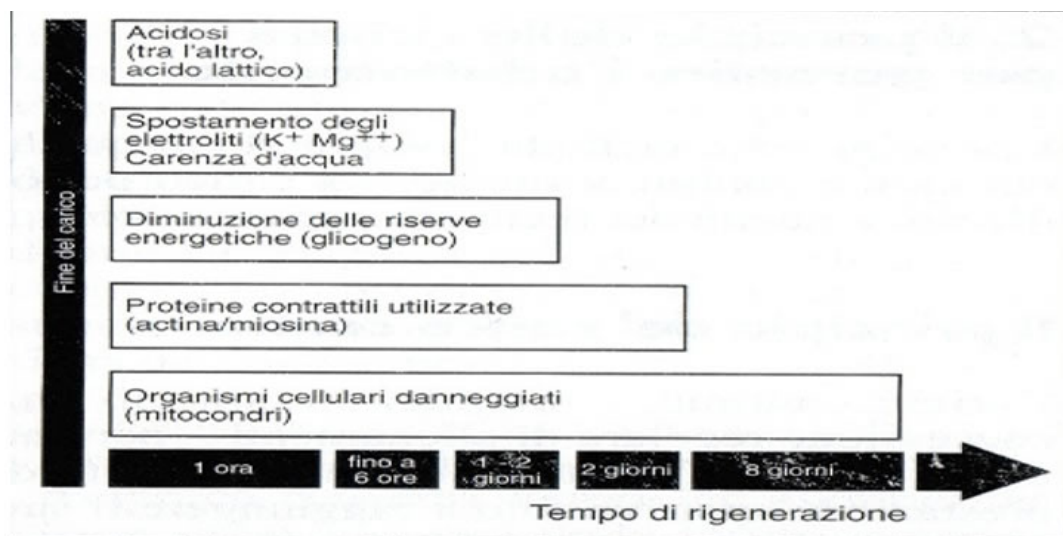 Acidosi
(tra l'altro,
acido lattico)
Spostamento degli
elettroliti (K⁺ Mg⁺⁺)
Carenza d'acqua
Diminuzione delle riserve
energetiche (glicogeno)
Proteine contrattili utilizzate
(actina/miosina)
Organismi cellulari danneggiati
(mitocondri)
Fine del carico
1 ora
fino a
6 ore
1 - 2
giorni
2 giorni
8 giorni
Tempo di rigenerazione